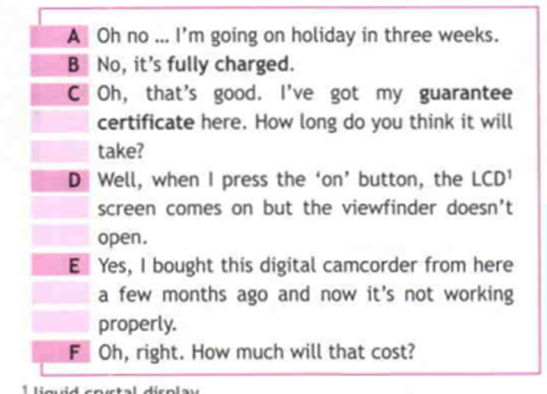 A Oh no ... I'm going on holiday in three weeks.
B No, it's fully charged.
C Oh, that's good. I've got my guarantee
certificate here. How long do you think it will
take?
D Well, when I press the ‘on’ button, the LCD¹
screen comes on but the viewfinder doesn't
open.
E Yes, I bought this digital camcorder from here
a few months ago and now it's not working
properly.
F Oh, right. How much will that cost?
¹ liquid crystal display